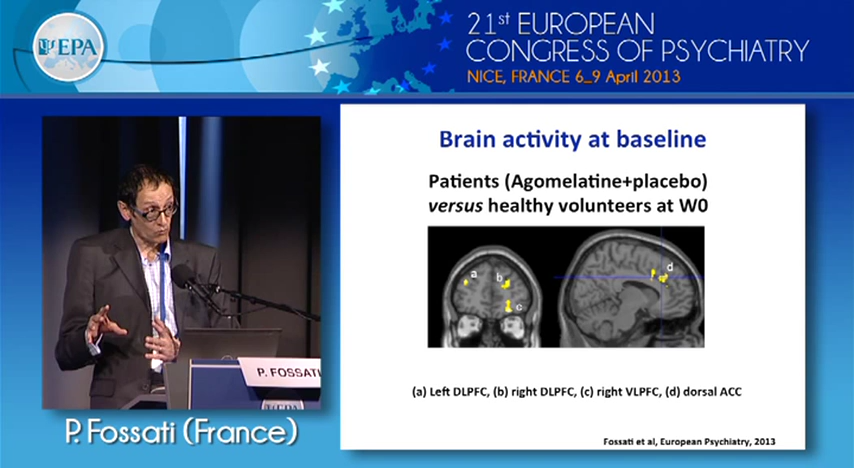 EPA
21st EUROPEAN
CONGRESS OF PSYCHIATRY
NICE, FRANCE 6_9 April 2013
Brain activity at baseline
Patients (Agomelatine+placebo)
versus healthy volunteers at W0
a
b
c
d
(a) Left DLPFC, (b) right DLPFC, (c) right VLPFC, (d) dorsal ACC
Fossati et al, European Psychiatry, 2013
P. FOSSATI
EPA
P. Fossati (France)